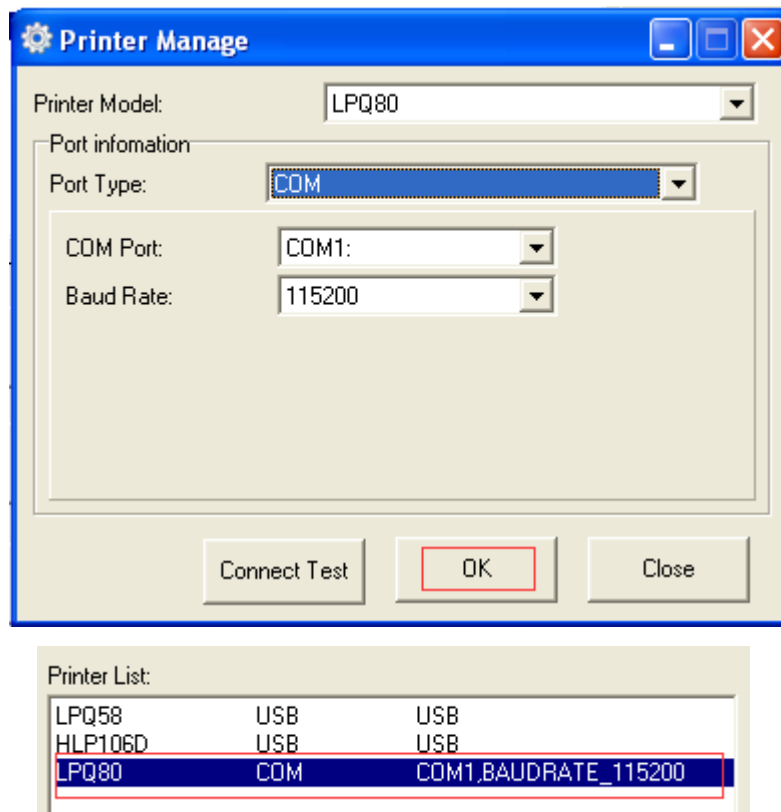 Printer Manage
Printer Model: LPQ80
Port infomation
Port Type: COM
COM Port: COM1:
Baud Rate: 115200
Connect Test OK Close
Printer List:
LPQ58 USB USB
HLP106D USB USB
LPQ80 COM COM1,BAUDRATE_115200